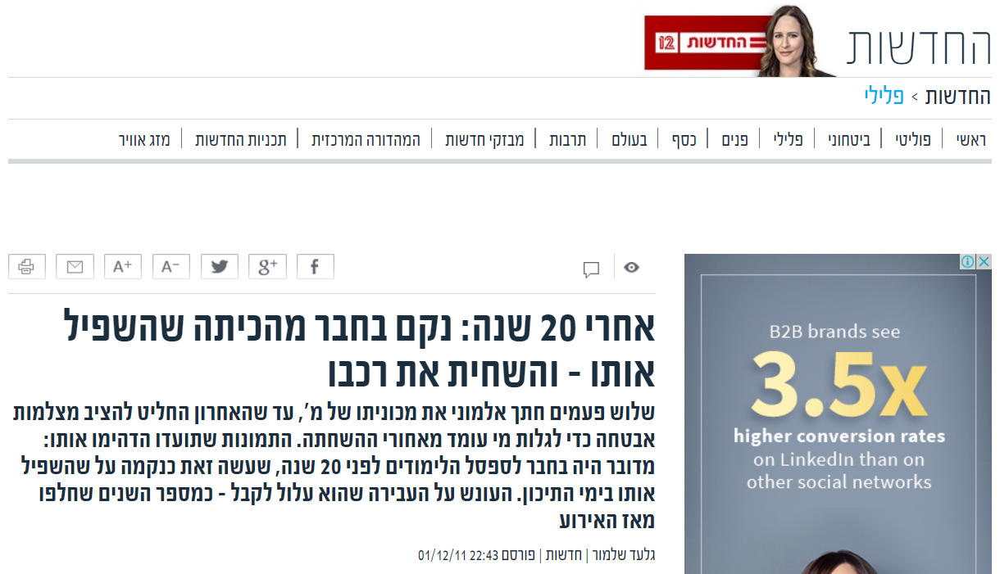 החדשות
החדשות 12
החדשות > פלילי
ראשי | פוליטי | ביטחוני | פלילי | פנים | כסף | בעולם | תרבות | מבזקי חדשות | המהדורה המרכזית | תכניות החדשות | מזג אוויר
A+ A- g+ f
אחרי 20 שנה: נקם בחבר מהכיתה שהשפיל
אותו - והשחית את רכבו
שלוש פעמים חתך אלמוני את מכוניתו של מ', עד שהאחרון החליט להציב מצלמות
אבטחה כדי לגלות מי עומד מאחורי ההשחתה. התמונות שתועדו הדהימו אותו:
מדובר היה בחבר לספסל הלימודים לפני 20 שנה, שעשה זאת כנקמה על שהשפיל
אותו בימי התיכון. העונש על העבירה שהוא עלול לקבל - כמספר השנים שחלפו
מאז האירוע
גלעד שלמור | חדשות | פורסם 22:43 01/12/11
B2B brands see
3.5x
higher conversion rates
on LinkedIn than on
other social networks